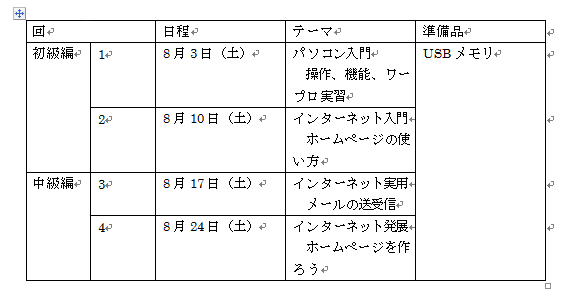 回 日程 テーマ 準備品
初級編 1 8月3日（土） パソコン入門 USBメモリ
操作、機能、ワー
プロ実習
2 8月10日（土） インターネット入門
ホームページの使
い方
中級編 3 8月17日（土） インターネット実用
メールの送受信
4 8月24日（土） インターネット発展
ホームページを作
ろう